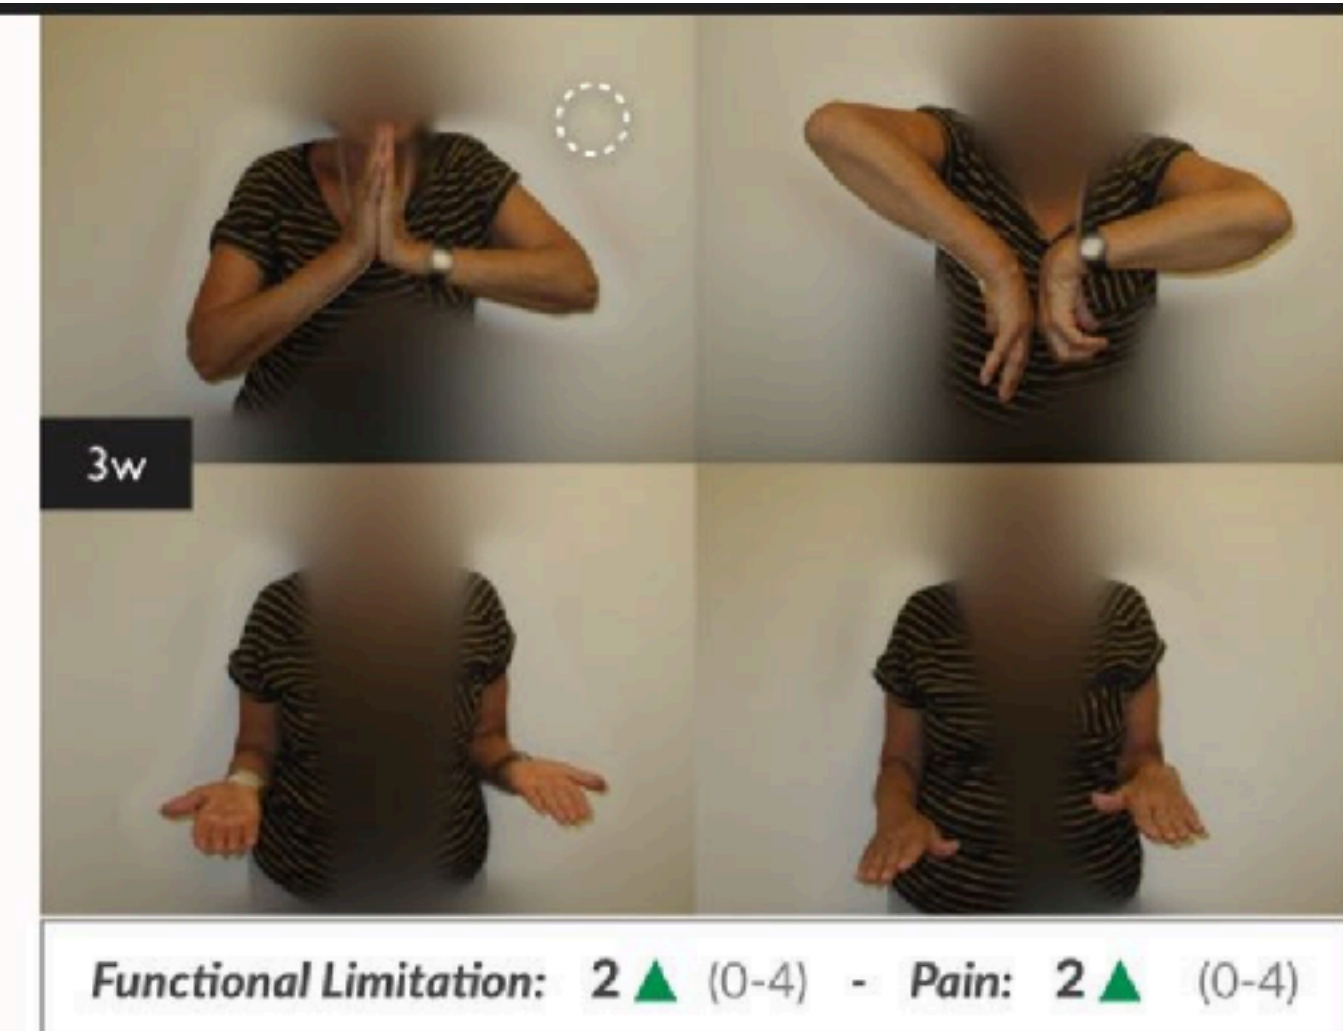 3w
Functional Limitation: 2 ▲ (0-4) - Pain: 2 ▲ (0-4)